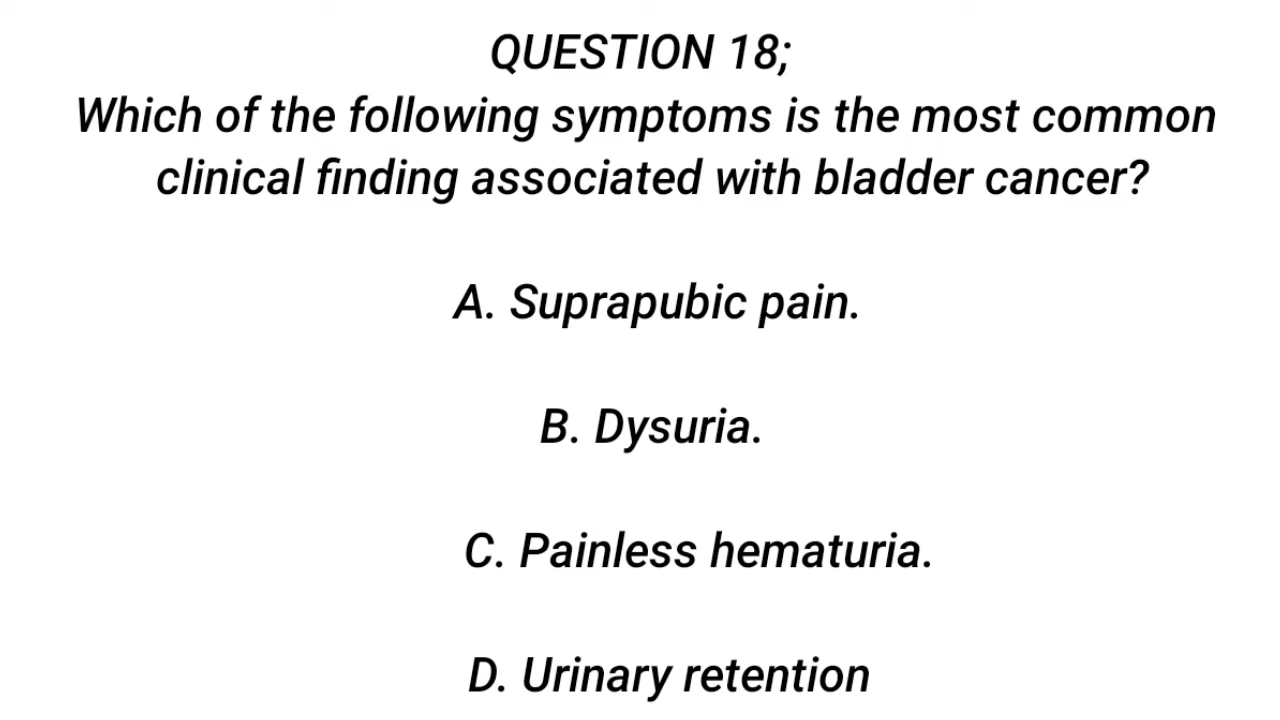 QUESTION 18;
Which of the following symptoms is the most common
clinical finding associated with bladder cancer?
A. Suprapubic pain.
B. Dysuria.
C. Painless hematuria.
D. Urinary retention